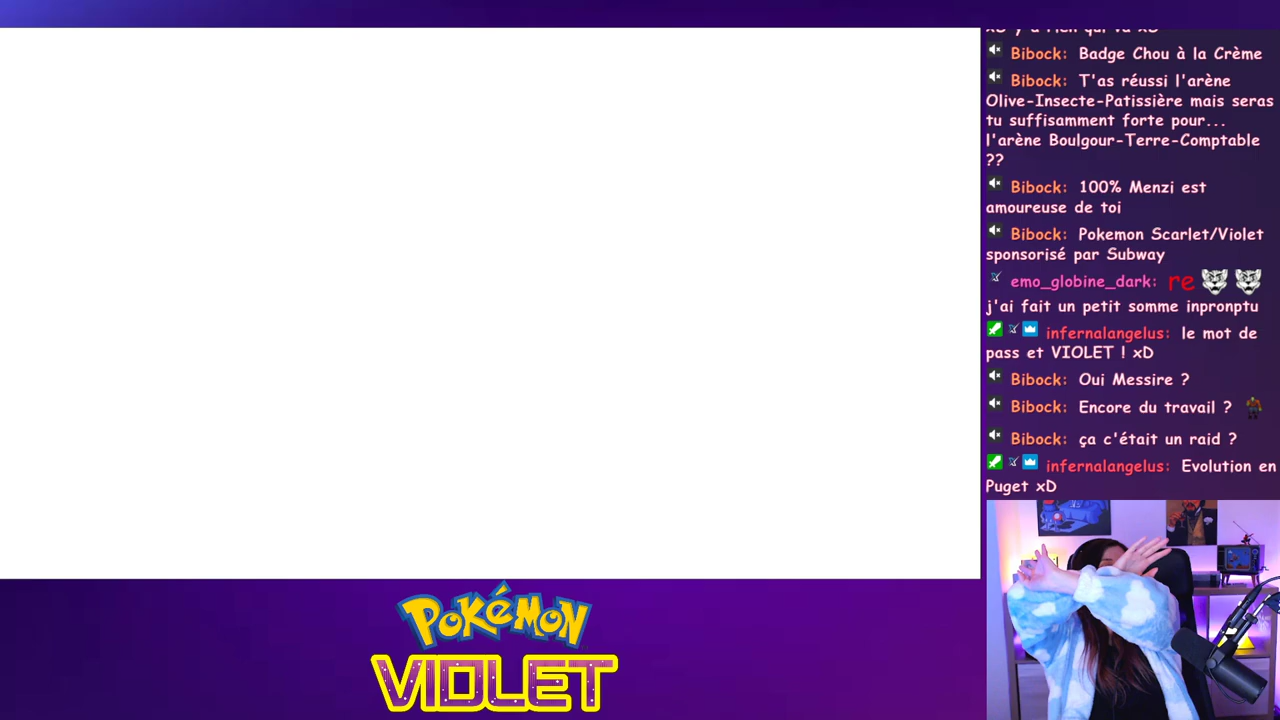 Bibock: Badge Chou à la Crème
Bibock: T'as réussi l'arène
Olive-Insecte-Patissière mais seras
tu suffisamment forte pour...
l'arène Boulgour-Terre-Comptable
??
Bibock: 100% Menzi est
amoureuse de toi
Bibock: Pokemon Scarlet/Violet
sponsorisé par Subway
emo_globine_dark: re
j'ai fait un petit somme inpronptu
infernalangelus: le mot de
pass et VIOLET ! xD
Bibock: Oui Messire ?
Bibock: Encore du travail ?
Bibock: ça c'était un raid ?
infernalangelus: Evolution en
Puget xD
POKÉMON
VIOLET